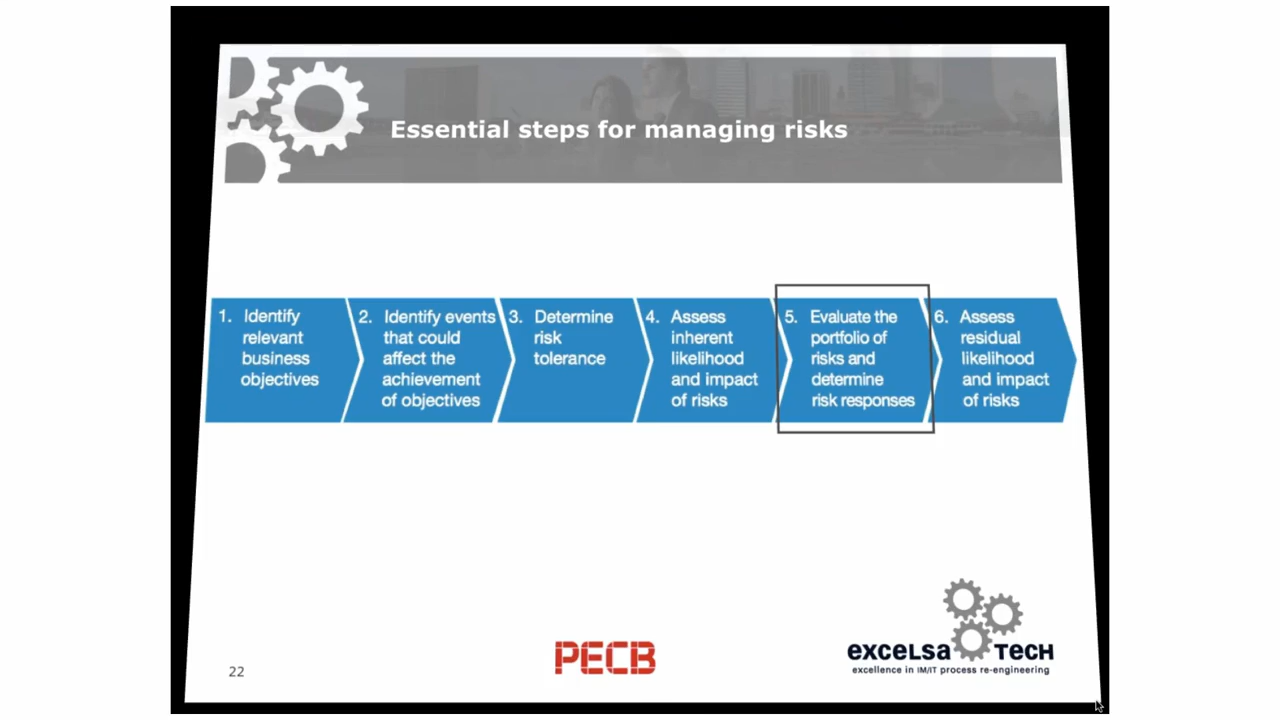 Essential steps for managing risks
1. Identify
relevant
business
objectives
2. Identify events
that could
affect the
achievement
of objectives
3. Determine
risk
tolerance
4. Assess
inherent
likelihood
and impact
of risks
5. Evaluate the
portfolio of
risks and
determine
risk responses
6. Assess
residual
likelihood
and impact
of risks
22
PECB
excelsa TECH
excellence in IM/IT process re-engineering